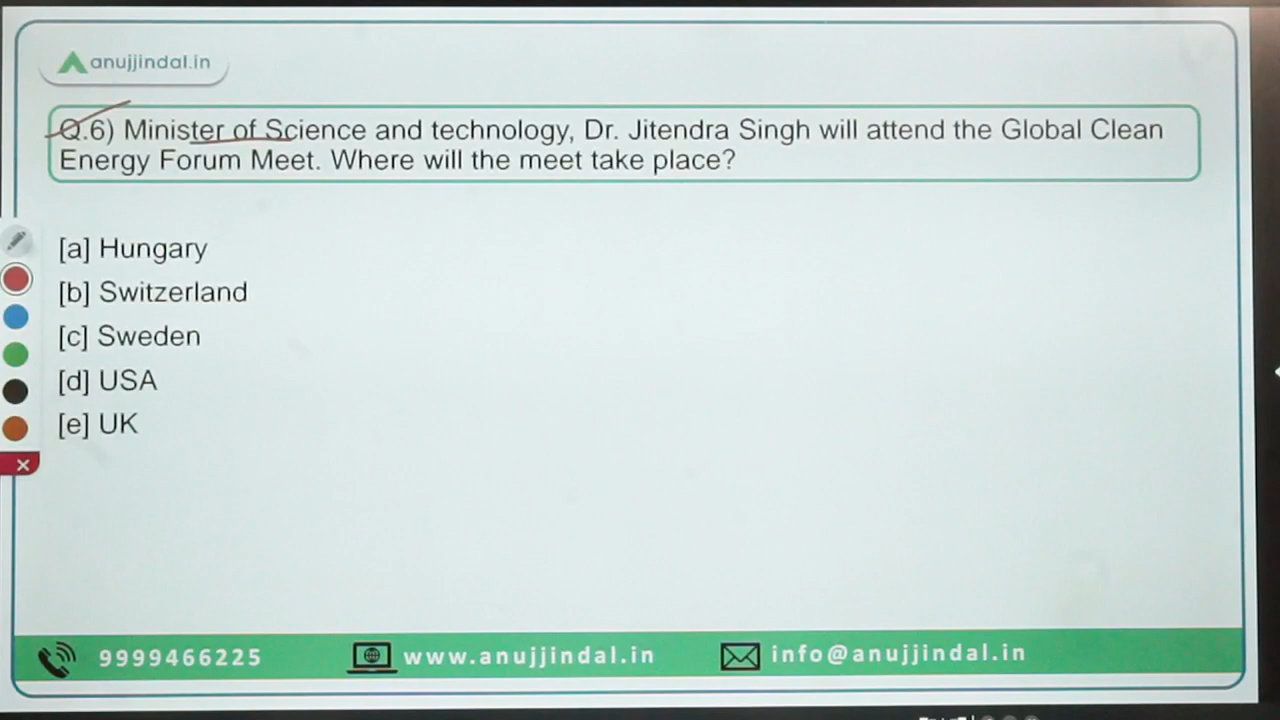 anujjindal.in
Q.6) Minister of Science and technology, Dr. Jitendra Singh will attend the Global Clean
Energy Forum Meet. Where will the meet take place?
[a] Hungary
[b] Switzerland
[c] Sweden
[d] USA
[e] UK
9999466225 www.anujjindal.in info@anujjindal.in